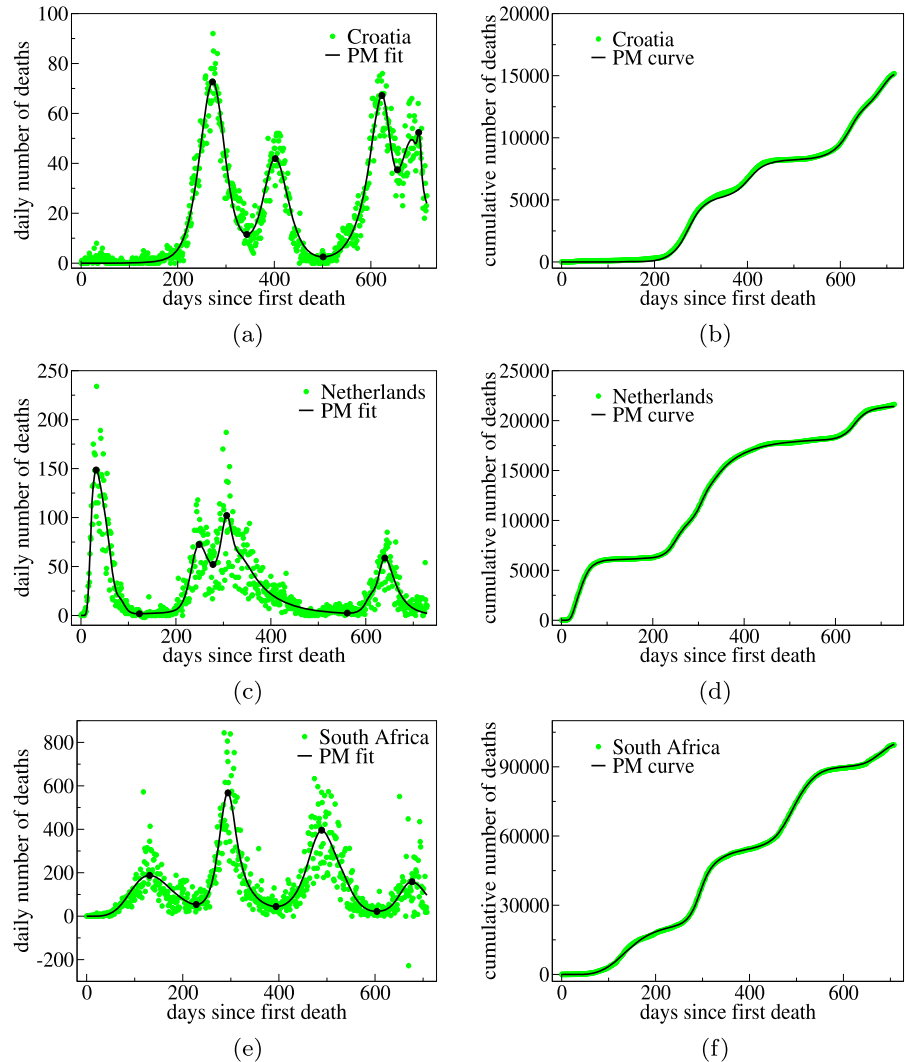 100
80
60
40
20
0
daily number of deaths
Croatia
PM fit
0 200 400 600
days since first death
(a)
20000
15000
10000
5000
0
cumulative number of deaths
Croatia
PM curve
0 200 400 600
days since first death
(b)
250
200
150
100
50
0
daily number of deaths
Netherlands
PM fit
0 200 400 600
days since first death
(c)
25000
20000
15000
10000
5000
0
cumulative number of deaths
Netherlands
PM curve
0 200 400 600
days since first death
(d)
800
600
400
200
0
-200
daily number of deaths
South Africa
PM fit
0 200 400 600
days since first death
(e)
90000
60000
30000
0
cumulative number of deaths
South Africa
PM curve
0 200 400 600
days since first death
(f)